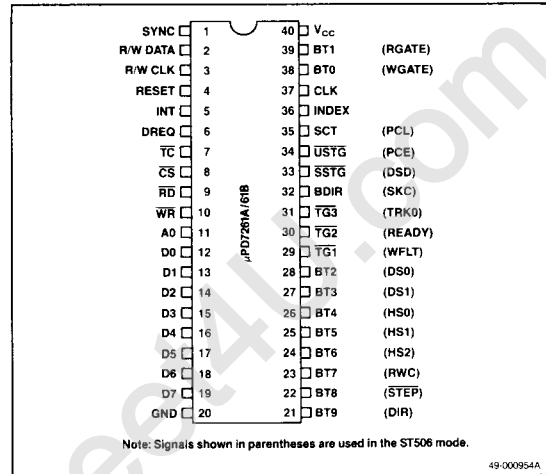 SYNC 1 40 VCC
R/W DATA 2 39 BT1 (RGATE)
R/W CLK 3 38 BT0 (WGATE)
RESET 4 37 CLK
INT 5 36 INDEX
DREQ 6 35 SCT (PCL)
TC 7 34 USTG (PCE)
CS 8 33 SSTG (DSD)
RD 9 32 BDIR (SKC)
WR 10 31 TG3 (TRK0)
A0 11 30 TG2 (READY)
D0 12 29 TG1 (WFLT)
D1 13 28 BT2 (DS0)
D2 14 27 BT3 (DS1)
D3 15 26 BT4 (HS0)
D4 16 25 BT5 (HS1)
D5 17 24 BT6 (HS2)
D6 18 23 BT7 (RWC)
D7 19 22 BT8 (STEP)
GND 20 21 BT9 (DIR)
μPD7261A/61B
Note: Signals shown in parentheses are used in the ST506 mode.
49-000954A
eet4U.com